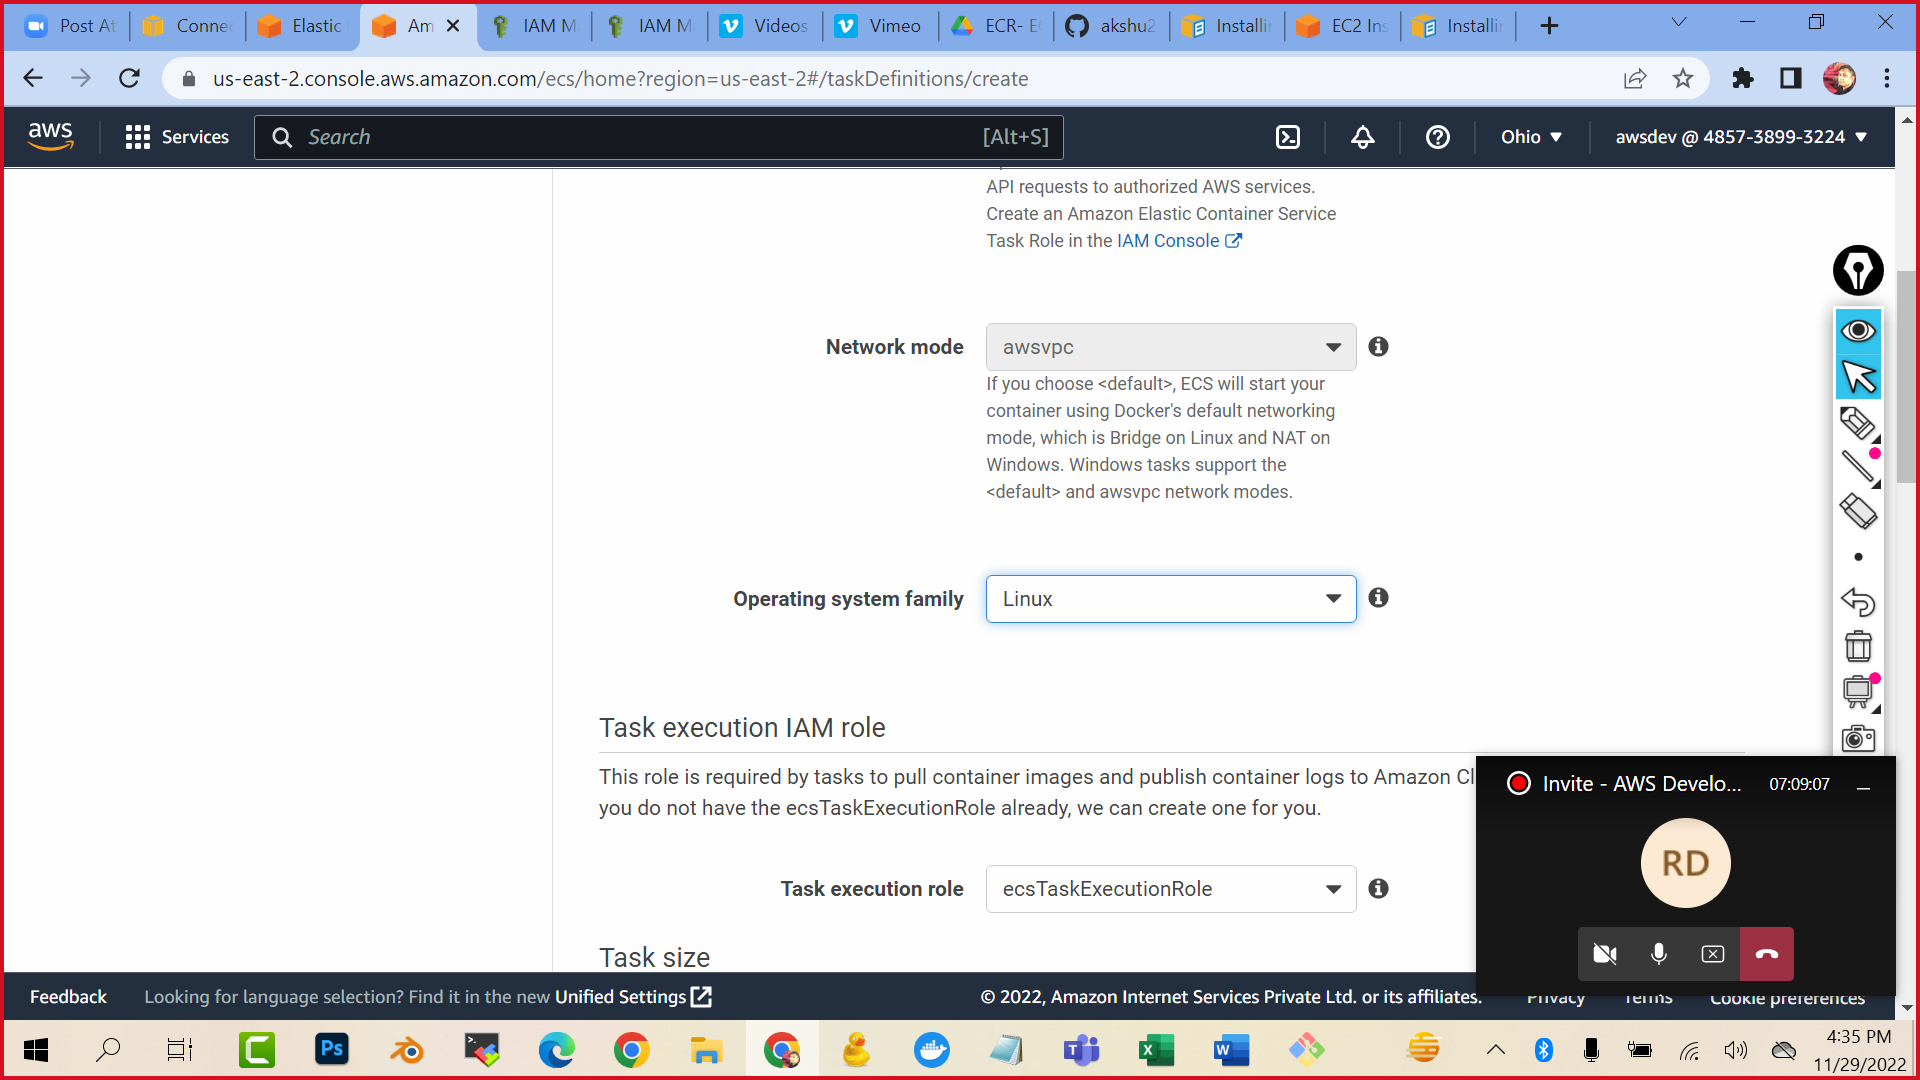 Post At
Connec
Elastic
Am
IAM M
IAM M
Videos
Vimeo
ECR- E
akshu2
Installin
EC2 Ins
Installin
us-east-2.console.aws.amazon.com/ecs/home?region=us-east-2#/taskDefinitions/create
aws
Services
Search
[Alt+S]
Ohio
awsdev @ 4857-3899-3224
API requests to authorized AWS services.
Create an Amazon Elastic Container Service
Task Role in the IAM Console
Network mode
awsvpc
If you choose <default>, ECS will start your
container using Docker's default networking
mode, which is Bridge on Linux and NAT on
Windows. Windows tasks support the
<default> and awsvpc network modes.
Operating system family
Linux
Task execution IAM role
This role is required by tasks to pull container images and publish container logs to Amazon Cl
you do not have the ecsTaskExecutionRole already, we can create one for you.
Task execution role
ecsTaskExecutionRole
Task size
Invite - AWS Develo...
07:09:07
RD
Feedback
Looking for language selection? Find it in the new Unified Settings
© 2022, Amazon Internet Services Private Ltd. or its affiliates.
Privacy
Terms
Cookie preferences
Ps
4:35 PM
11/29/2022